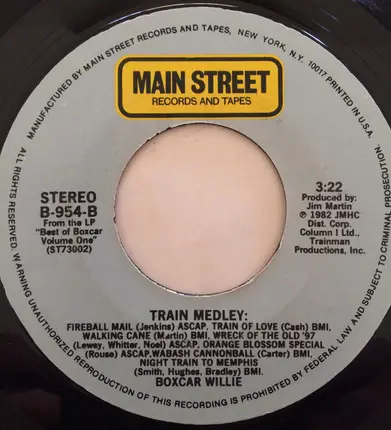 MANUFACTURED BY MAIN STREET RECORDS AND TAPES, NEW YORK, N.Y. 10017 PRINTED IN U.S.A.
ALL RIGHTS RESERVED. WARNING: UNAUTHORIZED REPRODUCTION OF THIS RECORDING IS PROHIBITED BY FEDERAL LAW AND SUBJECT TO CRIMINAL PROSECUTION
MAIN STREET
RECORDS AND TAPES
STEREO
B-954-B
From the LP
"Best of Boxcar
Volume One"
(ST73002)
3:22
Produced by:
Jim Martin
℗ 1982 JMHC
Dist. Corp.
Column I Ltd.,
Trainman
Productions, Inc.
TRAIN MEDLEY:
FIREBALL MAIL (Jenkins) ASCAP, TRAIN OF LOVE (Cash) BMI,
WALKING CANE (Martin) BMI, WRECK OF THE OLD '97
(Lewey, Whitter, Noel) ASCAP, ORANGE BLOSSOM SPECIAL
(Rouse) ASCAP,WABASH CANNONBALL (Carter) BMI,
NIGHT TRAIN TO MEMPHIS
(Smith, Hughes, Bradley) BMI.
BOXCAR WILLIE